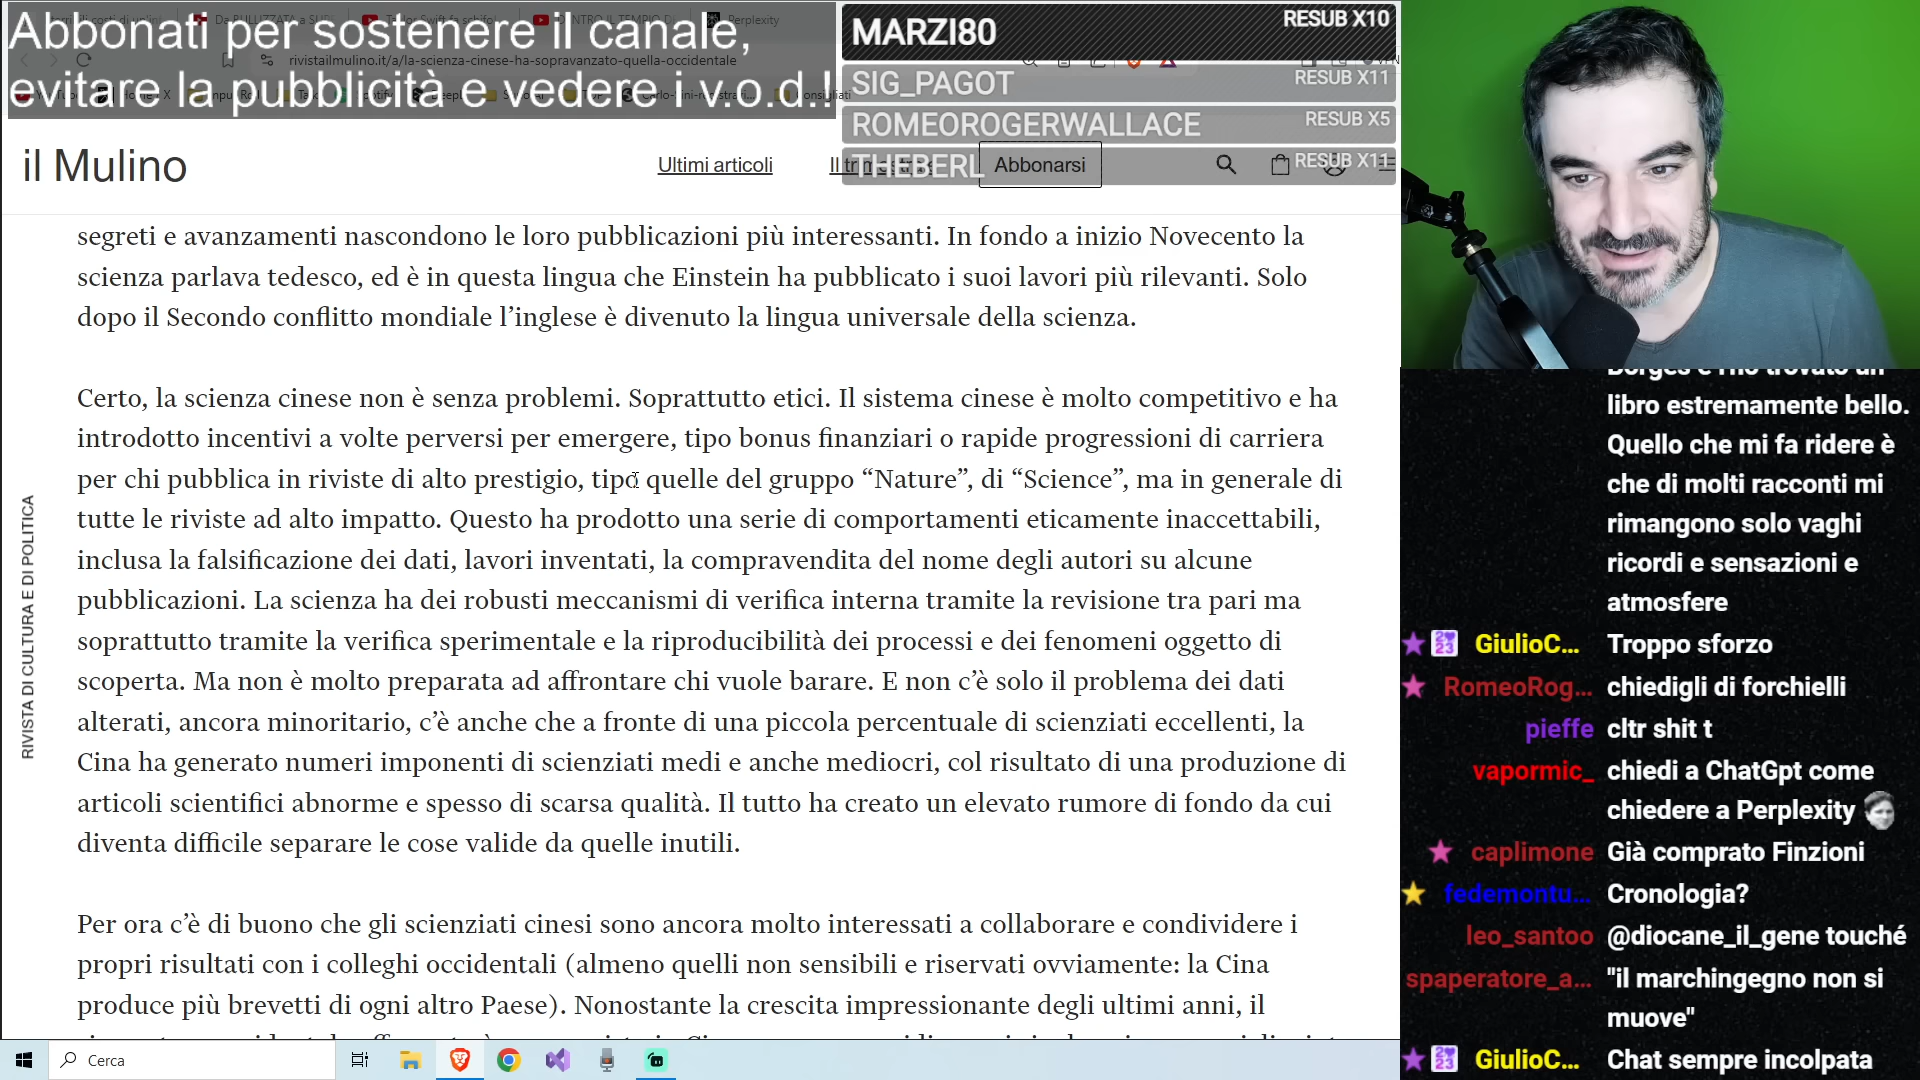 Abbonati per sostenere il canale,
evitare la pubblicità e vedere i v.o.d.!
rivistailmulino.it/a/la-scienza-cinese-ha-sopravanzato-quella-occidentale
Perplexity
MARZI80 RESUB X10
SIG_PAGOT RESUB X11
ROMEOROGERWALLACE RESUB X5
THEBERL RESUB X11
il Mulino
Ultimi articoli
Abbonarsi
RIVISTA DI CULTURA E DI POLITICA
segreti e avanzamenti nascondono le loro pubblicazioni più interessanti. In fondo a inizio Novecento la
scienza parlava tedesco, ed è in questa lingua che Einstein ha pubblicato i suoi lavori più rilevanti. Solo
dopo il Secondo conflitto mondiale l’inglese è divenuto la lingua universale della scienza.
Certo, la scienza cinese non è senza problemi. Soprattutto etici. Il sistema cinese è molto competitivo e ha
introdotto incentivi a volte perversi per emergere, tipo bonus finanziari o rapide progressioni di carriera
per chi pubblica in riviste di alto prestigio, tipo quelle del gruppo “Nature”, di “Science”, ma in generale di
tutte le riviste ad alto impatto. Questo ha prodotto una serie di comportamenti eticamente inaccettabili,
inclusa la falsificazione dei dati, lavori inventati, la compravendita del nome degli autori su alcune
pubblicazioni. La scienza ha dei robusti meccanismi di verifica interna tramite la revisione tra pari ma
soprattutto tramite la verifica sperimentale e la riproducibilità dei processi e dei fenomeni oggetto di
scoperta. Ma non è molto preparata ad affrontare chi vuole barare. E non c’è solo il problema dei dati
alterati, ancora minoritario, c’è anche che a fronte di una piccola percentuale di scienziati eccellenti, la
Cina ha generato numeri imponenti di scienziati medi e anche mediocri, col risultato di una produzione di
articoli scientifici abnorme e spesso di scarsa qualità. Il tutto ha creato un elevato rumore di fondo da cui
diventa difficile separare le cose valide da quelle inutili.
Per ora c’è di buono che gli scienziati cinesi sono ancora molto interessati a collaborare e condividere i
propri risultati con i colleghi occidentali (almeno quelli non sensibili e riservati ovviamente: la Cina
produce più brevetti di ogni altro Paese). Nonostante la crescita impressionante degli ultimi anni, il
libro estremamente bello.
Quello che mi fa ridere è
che di molti racconti mi
rimangono solo vaghi
ricordi e sensazioni e
atmosfere
GiulioC... Troppo sforzo
RomeoRog... chiedigli di forchielli
pieffe cltr shit t
vapormic_ chiedi a ChatGpt come
chiedere a Perplexity
caplimone Già comprato Finzioni
fedemontu... Cronologia?
leo_santoo @diocane_il_gene touché
spaperatore_a... "il marchingegno non si
muove"
GiulioC... Chat sempre incolpata
Cerca